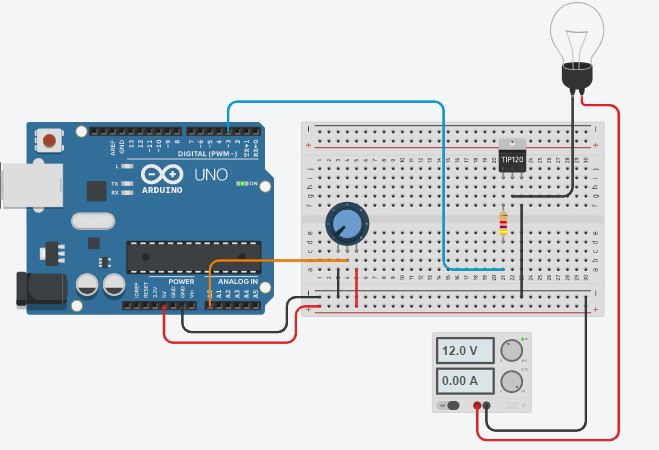 AREF
GND
13
12
~11
~10
~9
8
7
~6
~5
4
~3
2
TX→1
RX←0
DIGITAL (PWM~)
L
TX
RX
UNO
ARDUINO
ON
IOREF
RESET
3.3V
5V
GND
GND
Vin
POWER
ANALOG IN
A0
A1
A2
A3
A4
A5
TIP120
12.0 V
0.00 A